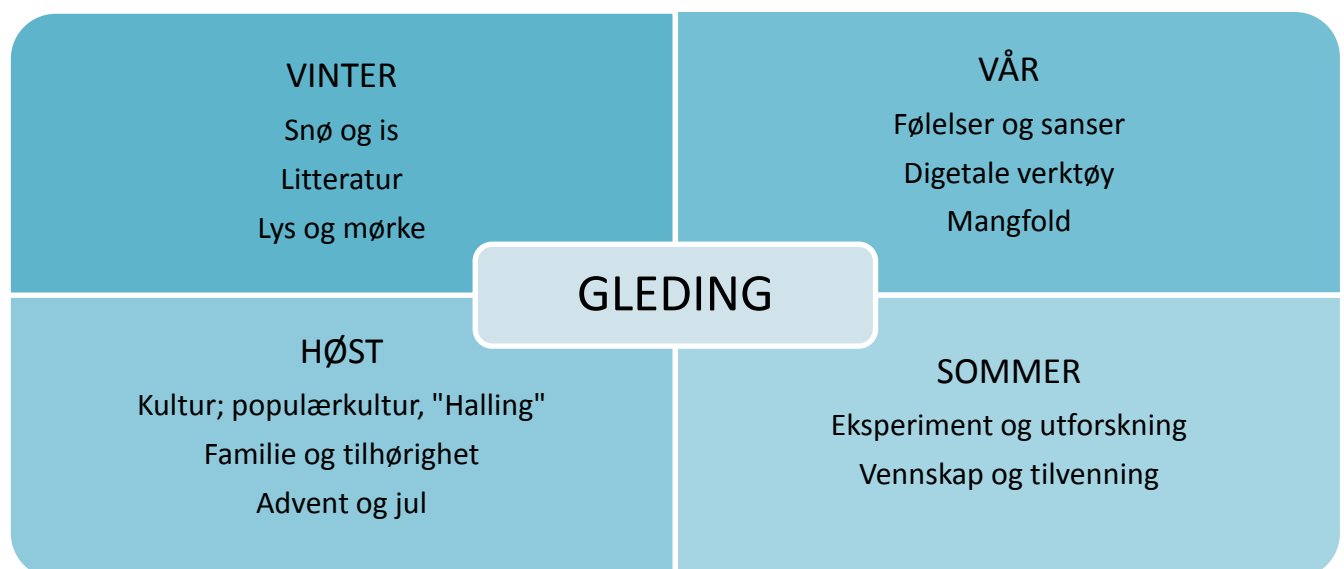 VINTER
Snø og is
Litteratur
Lys og mørke
VÅR
Følelser og sanser
Digetale verktøy
Mangfold
GLEDING
HØST
Kultur; populærkultur, "Halling"
Familie og tilhørighet
Advent og jul
SOMMER
Eksperiment og utforskning
Vennskap og tilvenning